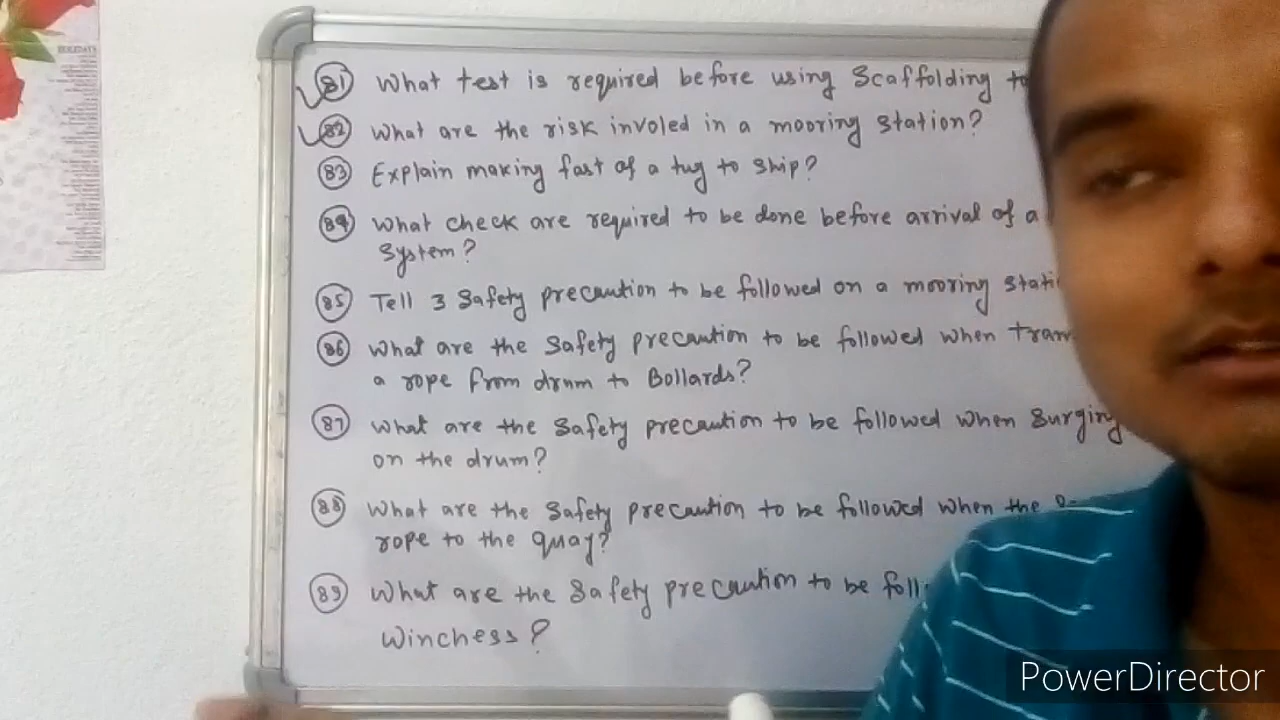 HOLIDAYS
81 What test is required before using Scaffolding
82 What are the risk involed in a mooring station?
83 Explain making fast of a tug to ship?
84 What check are required to be done before arrival of a
system?
85 Tell 3 Safety precaution to be followed on a mooring
86 What are the Safety precaution to be followed when
a rope from drum to Bollards?
87 What are the Safety precaution to be followed when Surging
on the drum?
88 What are the Safety precaution to be followed when the
rope to the quay?
89 What are the Safety precaution to be
Winchess?
PowerDirector